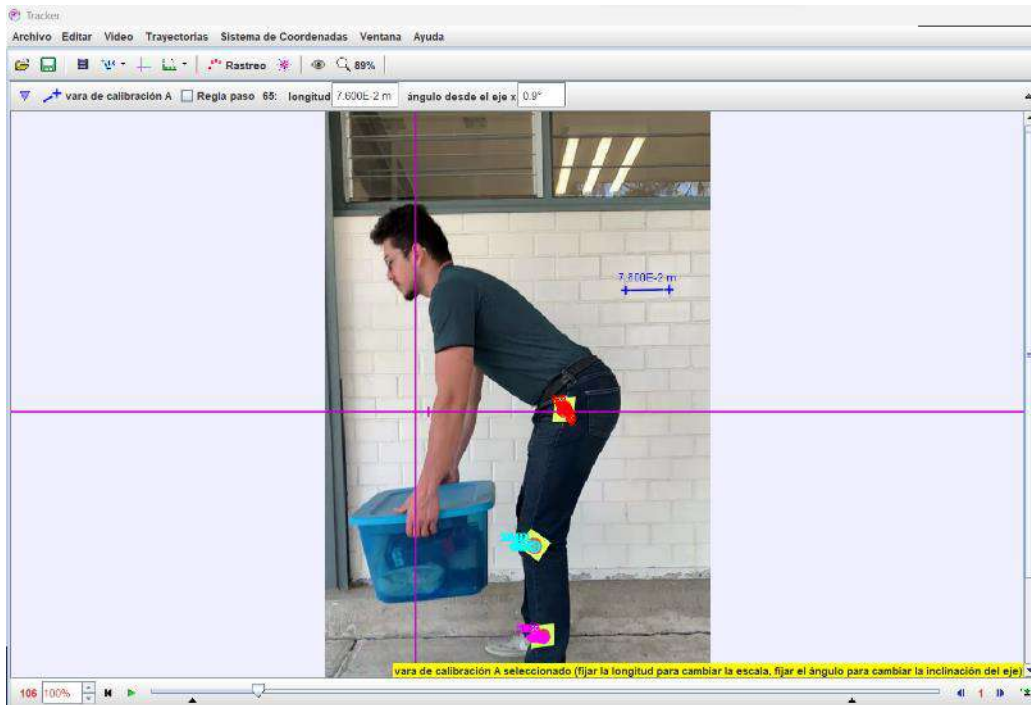 Tracker
Archivo Editar Video Trayectorias Sistema de Coordenadas Ventana Ayuda
Rastreo 89%
vara de calibración A Regla paso 65: longitud 7.600E-2 m ángulo desde el eje x 0.9°
7.600E-2 m
vara de calibración A seleccionado (fijar la longitud para cambiar la escala, fijar el ángulo para cambiar la inclinación del eje)
106 100% 1